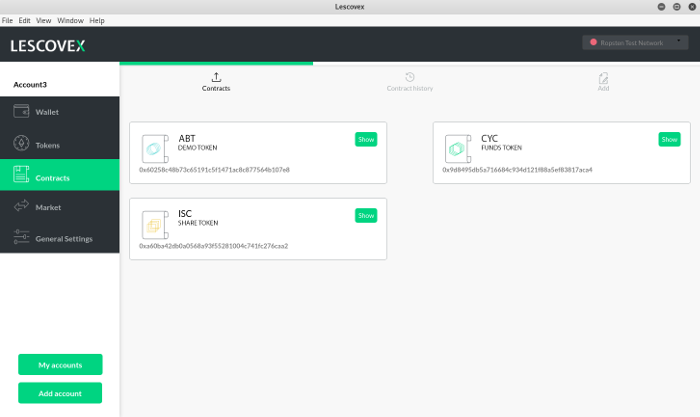 Lescovex
File Edit View Window Help
LESCOVEX
Ropsten Test Network
Account3
Wallet
Tokens
Contracts
Market
General Settings
My accounts
Add account
Contracts
Contract history
Add
ABT
DEMO TOKEN
Show
0x60258c48b73c65191c5f1471ac8c877564b107e8
CYC
FUNDS TOKEN
Show
0x9d8495db5a716684c934d121f88a5ef83817aca4
ISC
SHARE TOKEN
Show
0xa60ba42db0a0568a93f55281004c741fc276caa2